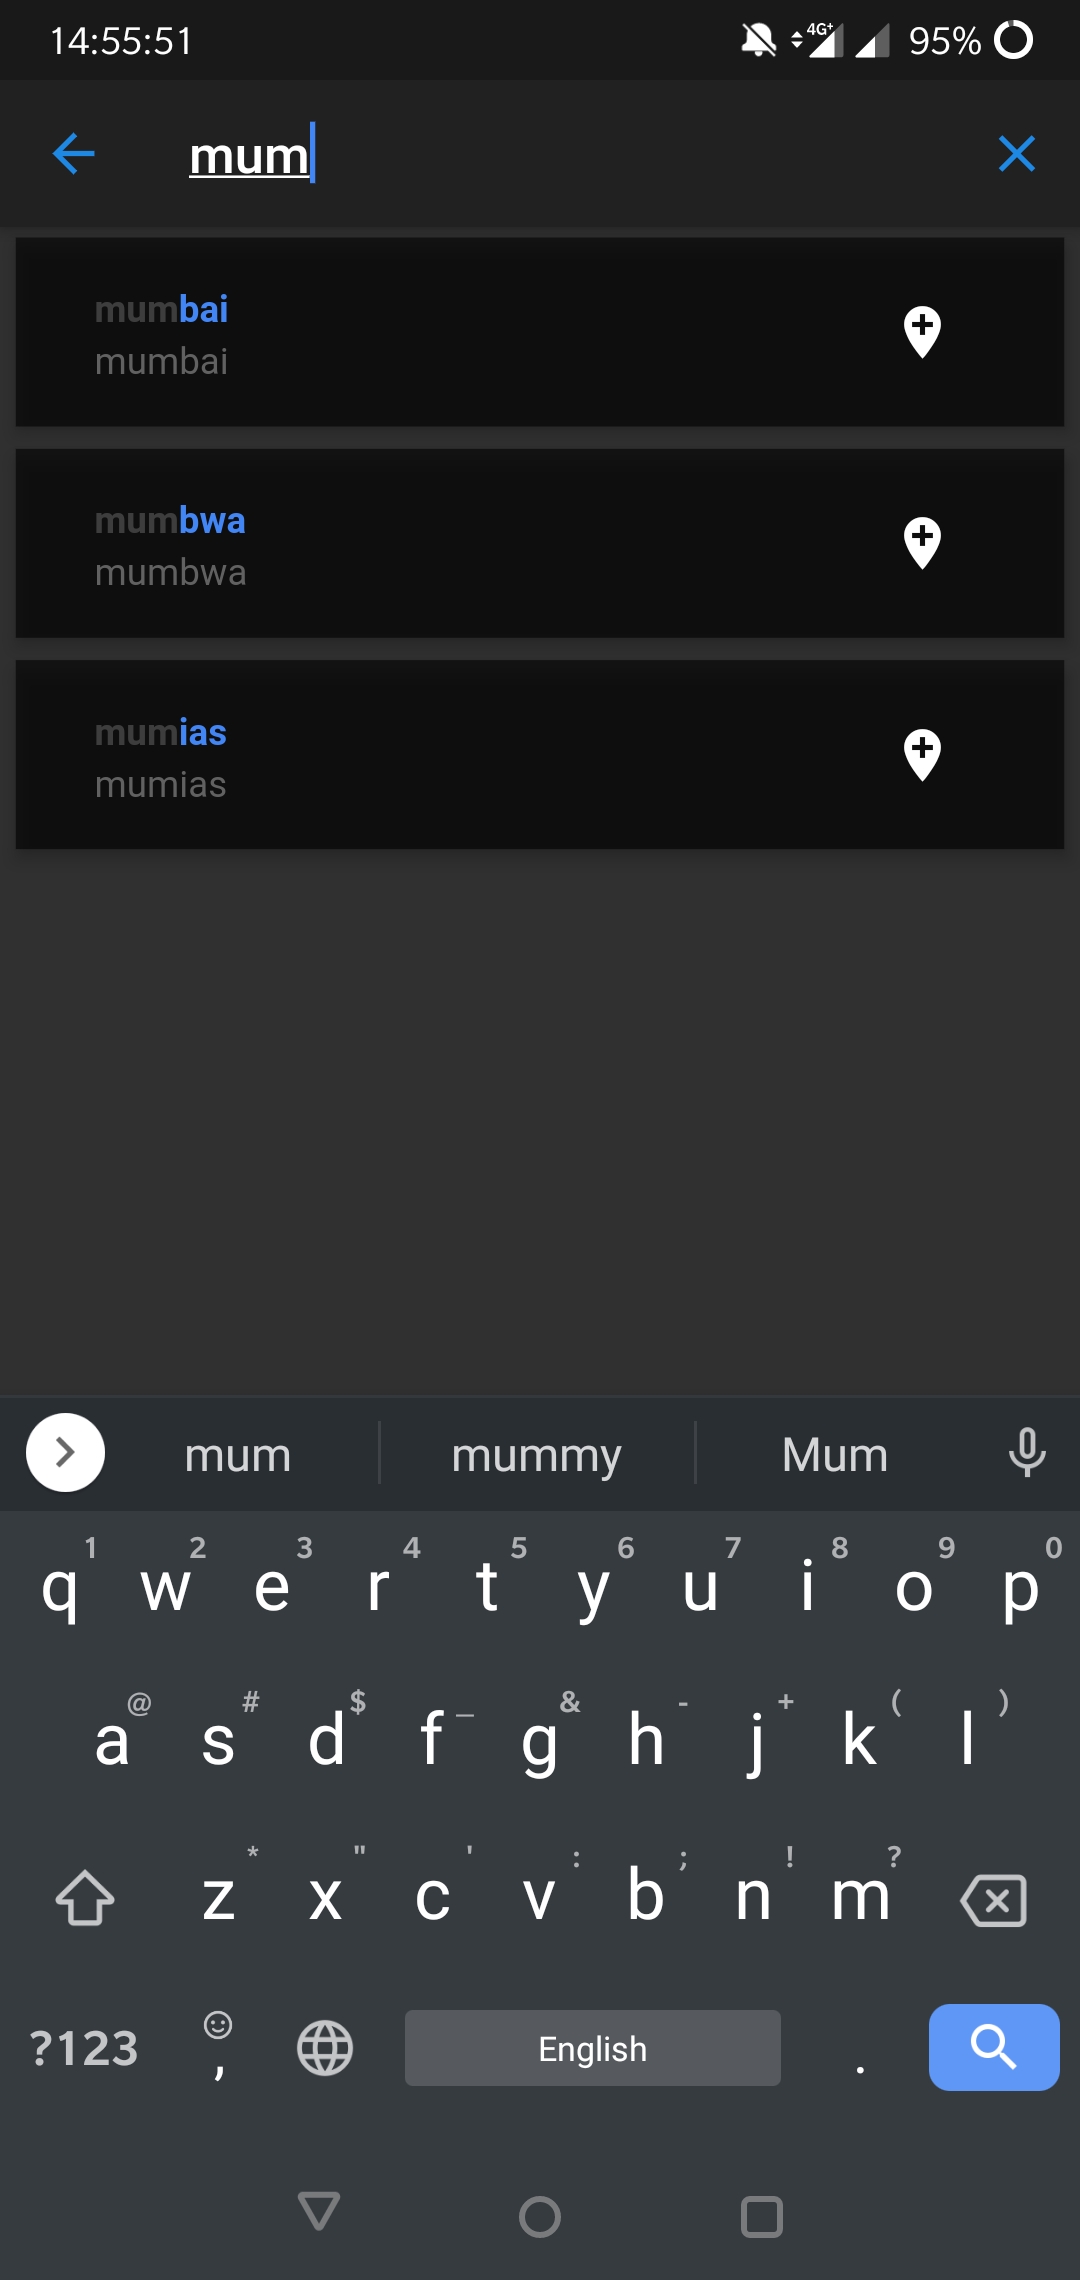 14:55:51 4G+ 95%
mum
mumbai
mumbai
mumbwa
mumbwa
mumias
mumias
mum mummy Mum
1 2 3 4 5 6 7 8 9 0
q w e r t y u i o p
@ # $ _ & - + ( )
a s d f g h j k l
* " ' : ; ! ?
z x c v b n m
?123 , English .